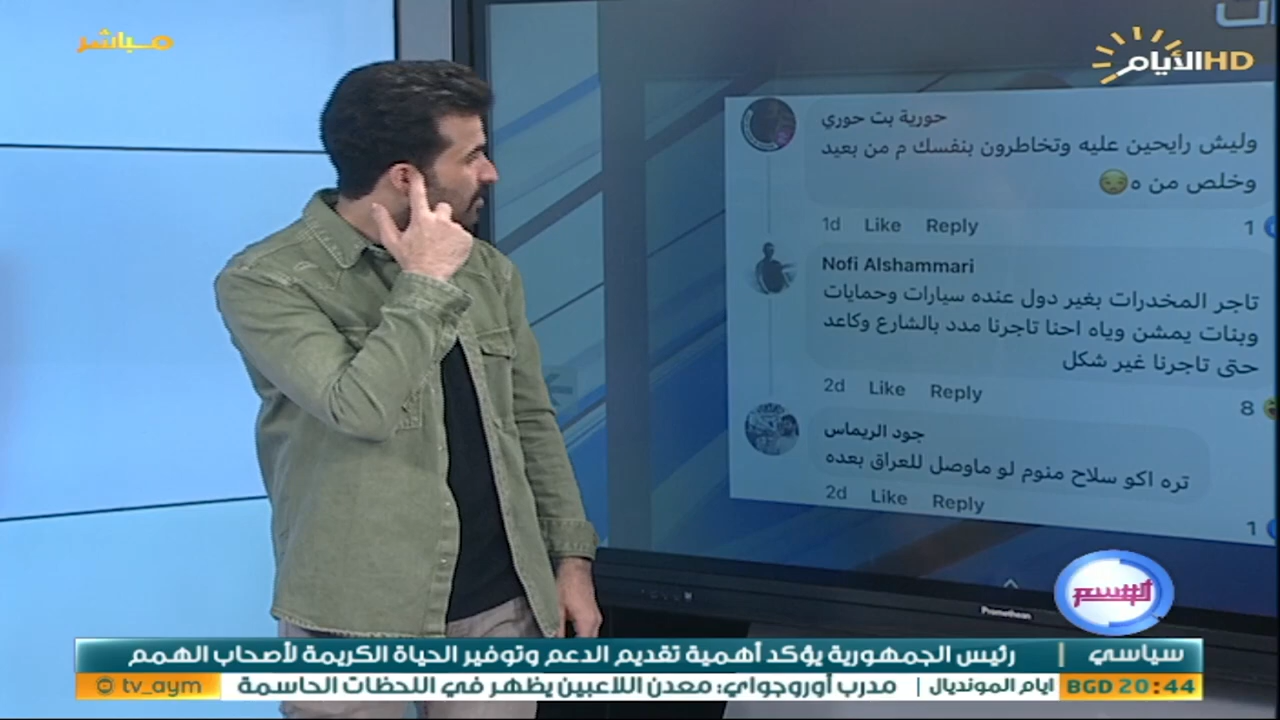 مباشر
ات
الأيام HD
حورية بت حوري
وليش رايحين عليه وتخاطرون بنفسك م من بعيد
وخلص من ه
1d Like Reply 1
Nofi Alshammari
تاجر المخدرات بغير دول عنده سيارات وحمايات
وبنات يمشن وياه احنا تاجرنا مدد بالشارع وكاعد
حتى تاجرنا غير شكل
2d Like Reply 8
جود الريماس
تره اكو سلاح منوم لو ماوصل للعراق بعده
2d Like Reply 1
Promethean
سياسي | رئيس الجمهورية يؤكد أهمية تقديم الدعم وتوفير الحياة الكريمة لأصحاب الهمم
BGD 20:44 ايام المونديال | مدرب أوروجواي: معدن اللاعبين يظهر في اللحظات الحاسمة tv_aym